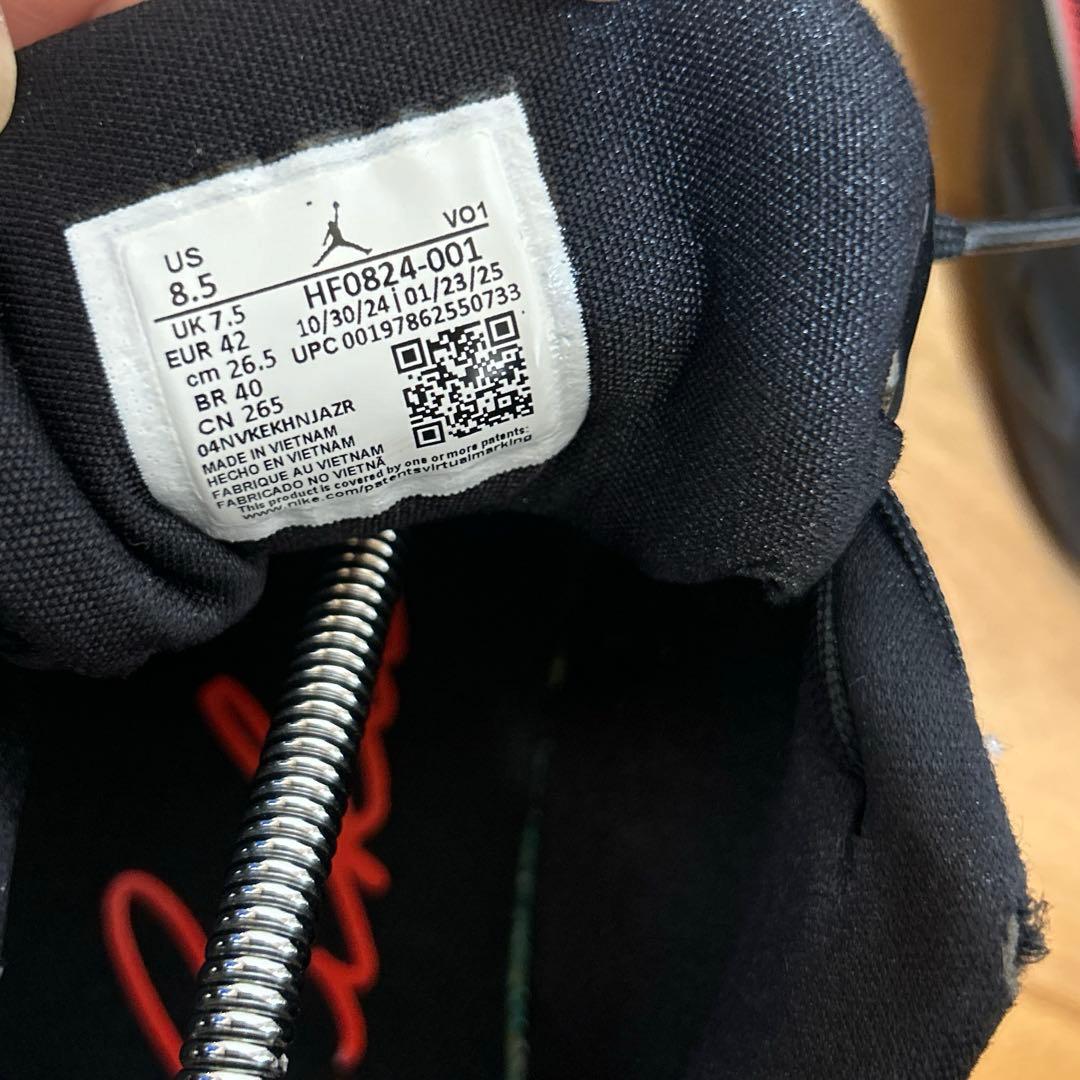 US
8.5
VO1
UK 7.5
EUR 42
cm 26.5
BR 40
CN 265
HF0824-001
10/30/24 | 01/23/25
UPC 00197862550733
04NVKEKHNJAZR
MADE IN VIETNAM
HECHO EN VIETNAM
FABRIQUE AU VIETNAM
FABRICADO NO VIETNÃ
This product is covered by one or more patents:
www.nike.com/patentsvirtualmarking